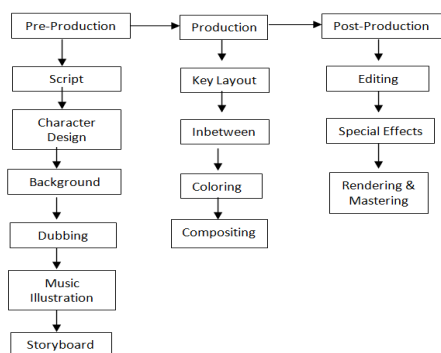 Pre-Production
Production
Post-Production
Script
Character
Design
Background
Dubbing
Music
Illustration
Storyboard
Key Layout
Inbetween
Coloring
Compositing
Editing
Special Effects
Rendering &
Mastering